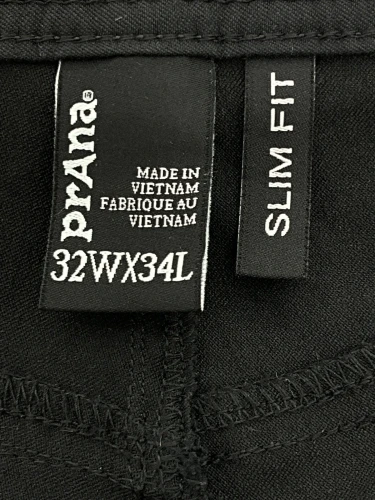 prAna®
MADE IN
VIETNAM
FABRIQUE AU
VIETNAM
32WX34L
SLIM FIT